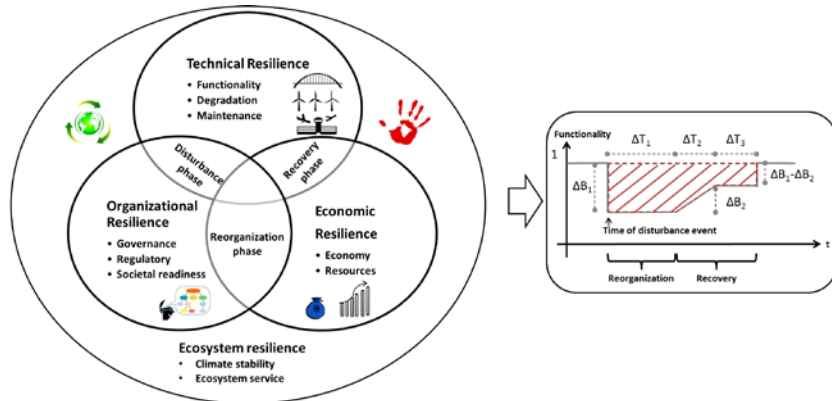 Technical Resilience
• Functionality
• Degradation
• Maintenance
Disturbance
phase
Recovery
phase
Organizational
Resilience
• Governance
• Regulatory
• Societal readiness
Reorganization
phase
Economic
Resilience
• Economy
• Resources
Ecosystem resilience
• Climate stability
• Ecosystem service
Functionality
1
ΔT₁
ΔT₂
ΔT₃
ΔB₁
ΔB₁-ΔB₂
ΔB₂
Time of disturbance event
t
Reorganization
Recovery